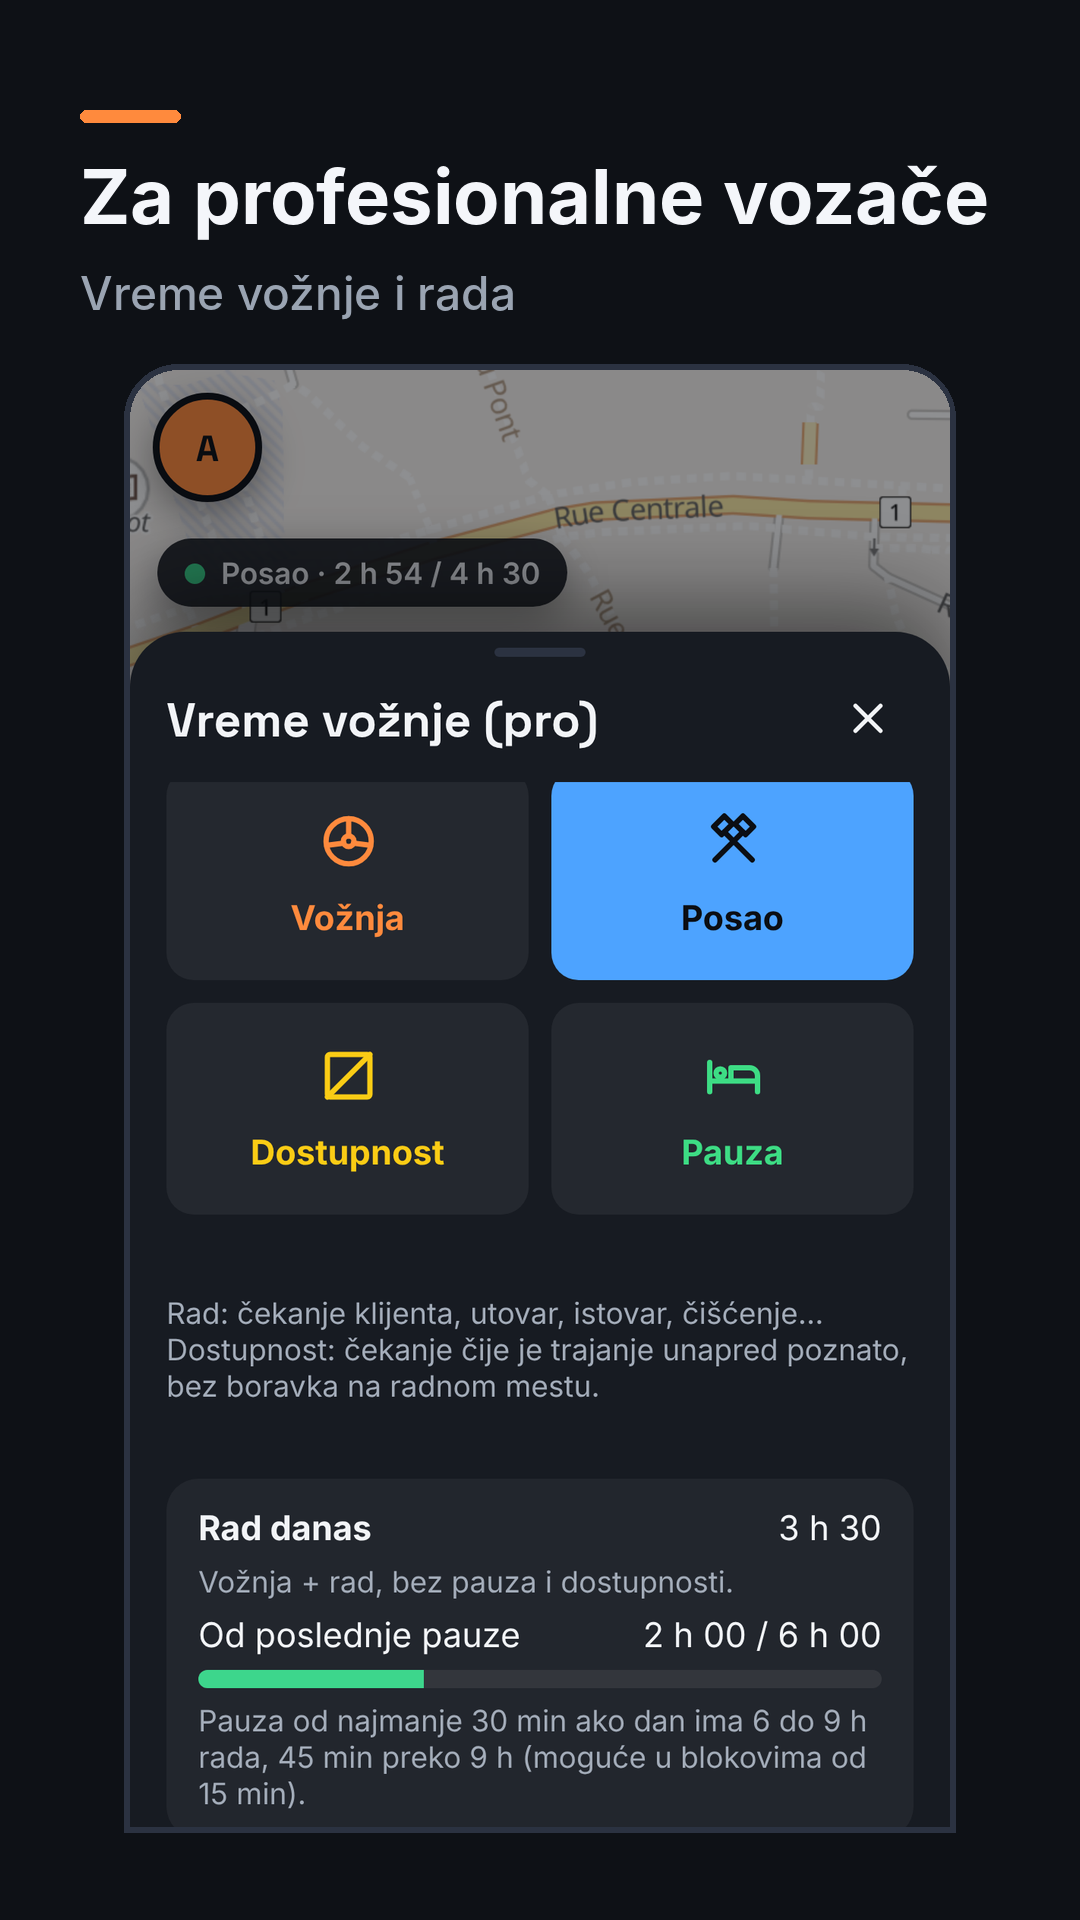 Za profesionalne vozače
Vreme vožnje i rada
Pont
A
Rue Centrale
1
ot
Posao · 2 h 54 / 4 h 30
1
Rue
R
Vreme vožnje (pro)
Vožnja
Posao
Dostupnost
Pauza
Rad: čekanje klijenta, utovar, istovar, čišćenje...
Dostupnost: čekanje čije je trajanje unapred poznato,
bez boravka na radnom mestu.
Rad danas 3 h 30
Vožnja + rad, bez pauza i dostupnosti.
Od poslednje pauze 2 h 00 / 6 h 00
Pauza od najmanje 30 min ako dan ima 6 do 9 h
rada, 45 min preko 9 h (moguće u blokovima od
15 min).